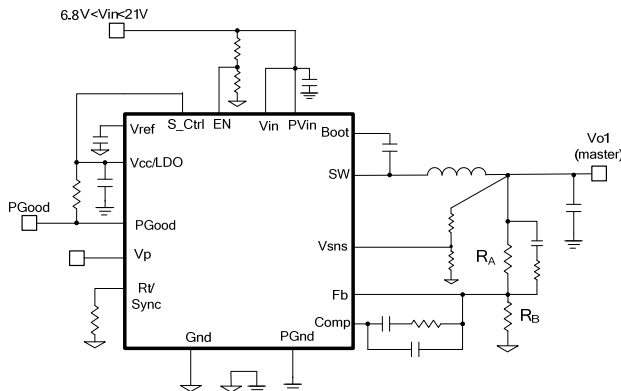 6.8V<Vin<21V
S_Ctrl EN Vin PVin
Vref
Boot
Vo1
(master)
Vcc/LDO
SW
PGood
PGood
Vsns
RA
Vp
Rt/
Sync
Fb
Comp
RB
Gnd
PGnd